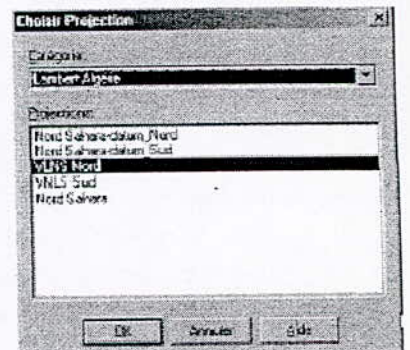 Choisir Projection
Catégorie
Lambert Algérie
Projections
Nord Sahara-datum_Nord
Nord Sahara-datum_Sud
VLNS Nord
VNLS Sud
Nord Sahara
OK
Annuler
Aide